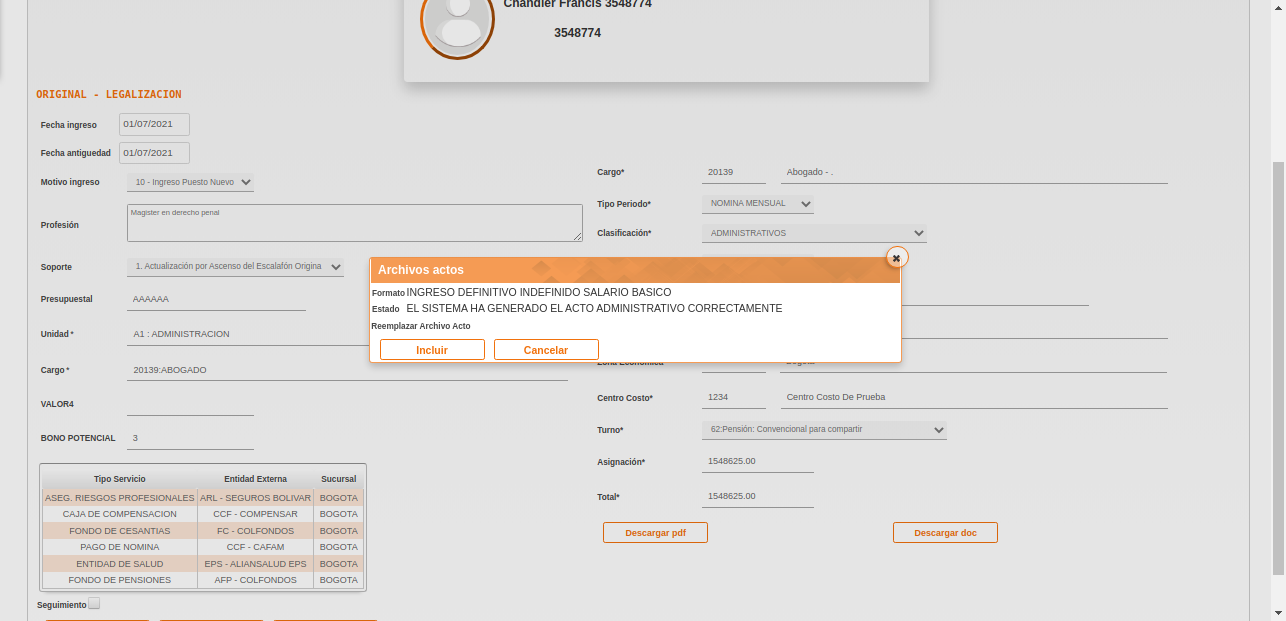 Chandler Francis 3548774
3548774
ORIGINAL - LEGALIZACION
Fecha ingreso 01/07/2021
Fecha antiguedad 01/07/2021
Motivo ingreso 10 - Ingreso Puesto Nuevo
Profesión Magister en derecho penal
Soporte 1. Actualización por Ascenso del Escalafón Origina
Presupuestal AAAAAA
Unidad * A1 : ADMINISTRACION
Cargo * 20139:ABOGADO
VALOR4
BONO POTENCIAL 3
Cargo* 20139 Abogado - .
Tipo Periodo* NOMINA MENSUAL
Clasificación* ADMINISTRATIVOS
Archivos actos
Formato INGRESO DEFINITIVO INDEFINIDO SALARIO BASICO
Estado EL SISTEMA HA GENERADO EL ACTO ADMINISTRATIVO CORRECTAMENTE
Reemplazar Archivo Acto
Incluir Cancelar
Zona Economica Bogota
Centro Costo* 1234 Centro Costo De Prueba
Turno* 62:Pensión: Convencional para compartir
Asignación* 1548625.00
Total* 1548625.00
Descargar pdf Descargar doc
Tipo Servicio Entidad Externa Sucursal
ASEG. RIESGOS PROFESIONALES ARL - SEGUROS BOLIVAR BOGOTA
CAJA DE COMPENSACION CCF - COMPENSAR BOGOTA
FONDO DE CESANTIAS FC - COLFONDOS BOGOTA
PAGO DE NOMINA CCF - CAFAM BOGOTA
ENTIDAD DE SALUD EPS - ALIANSALUD EPS BOGOTA
FONDO DE PENSIONES AFP - COLFONDOS BOGOTA
Seguimiento